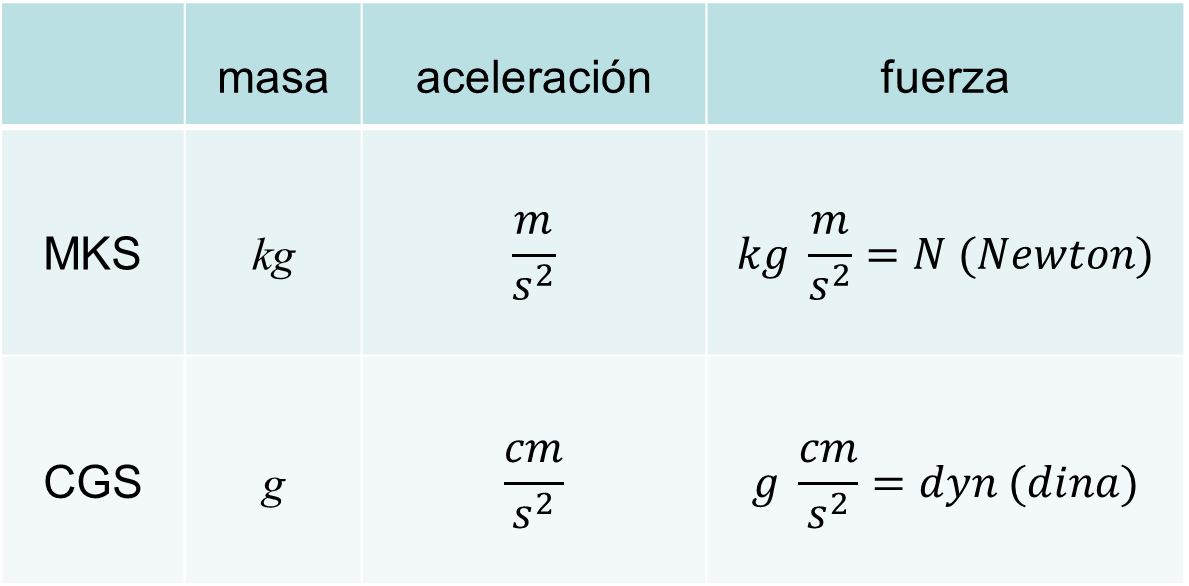 masa aceleración fuerza
MKS kg m/s² kg m/s² = N (Newton)
CGS g cm/s² g cm/s² = dyn (dina)